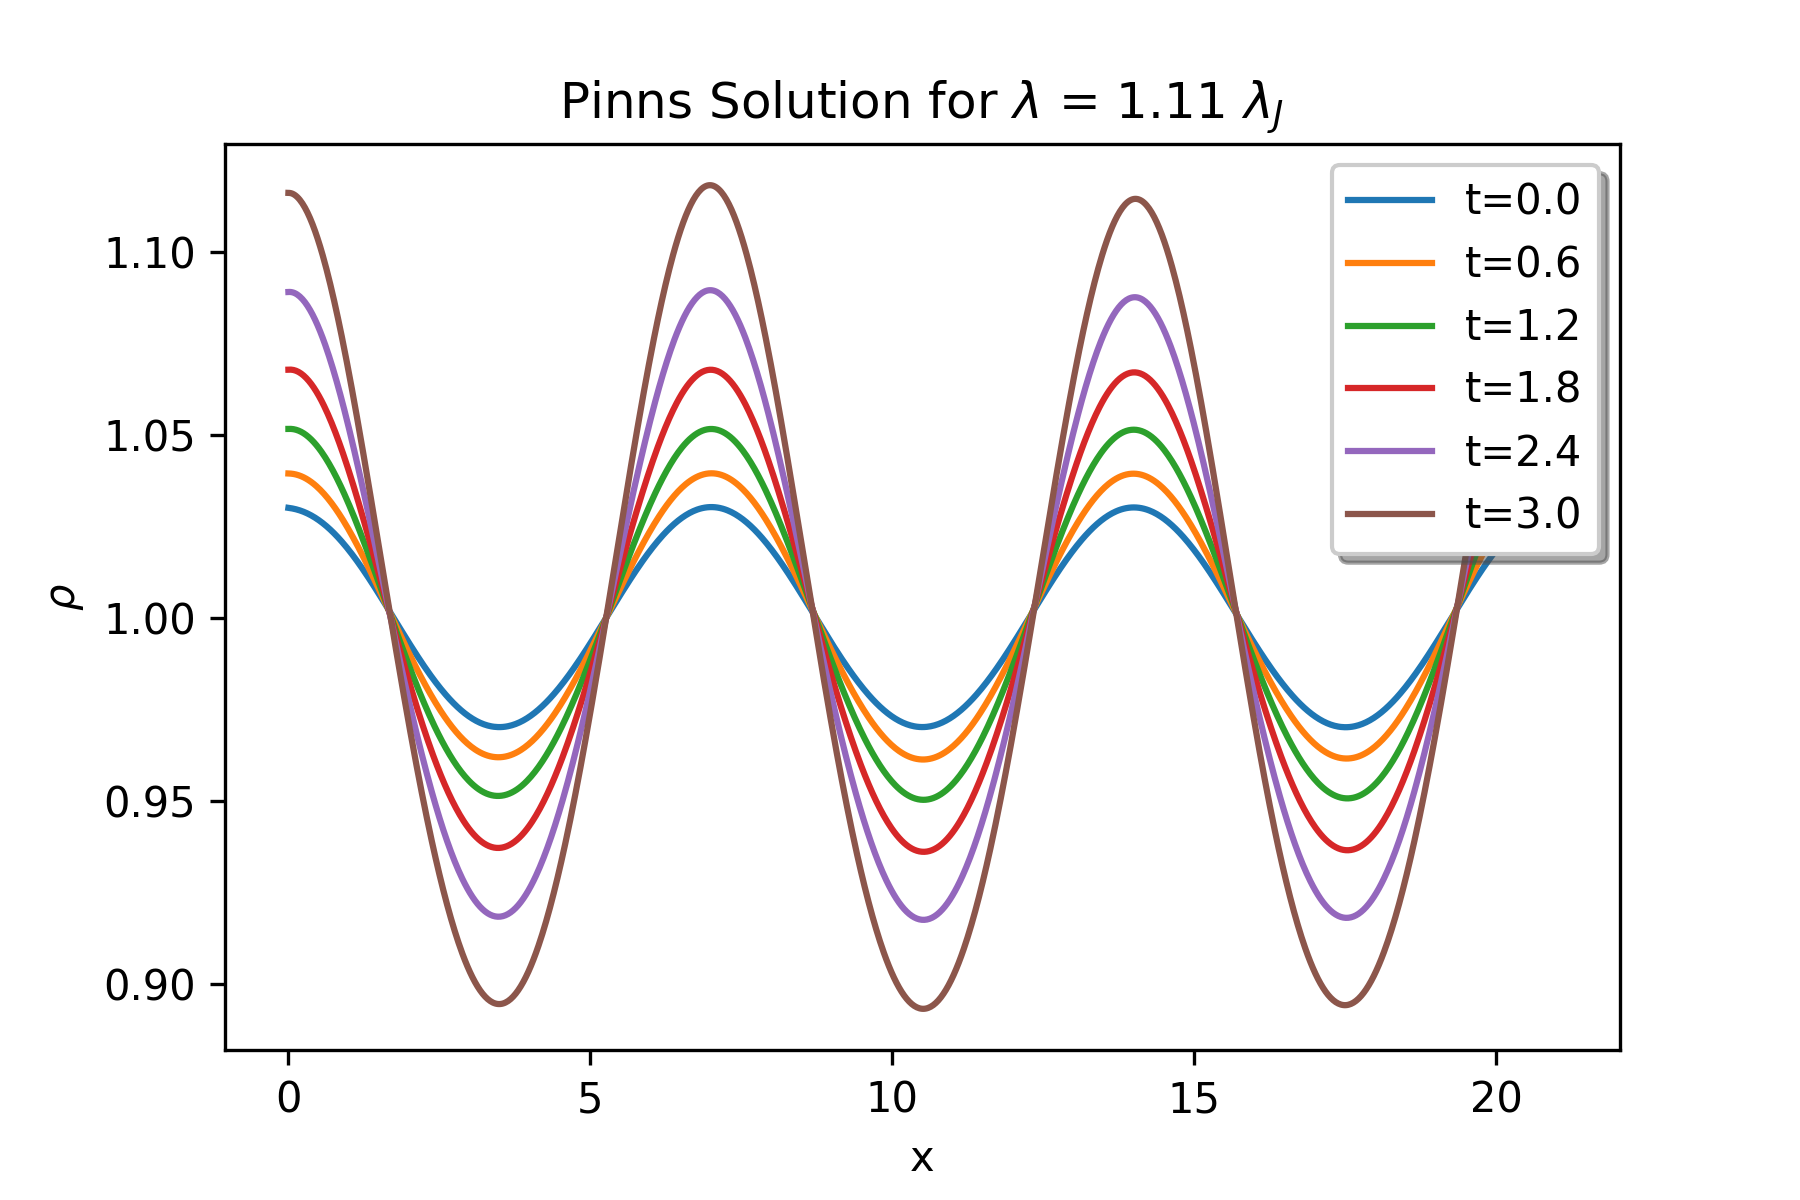 Pinns Solution for λ = 1.11 λ_J
t=0.0
t=0.6
t=1.2
t=1.8
t=2.4
t=3.0
ρ
1.10
1.05
1.00
0.95
0.90
0 5 10 15 20
x